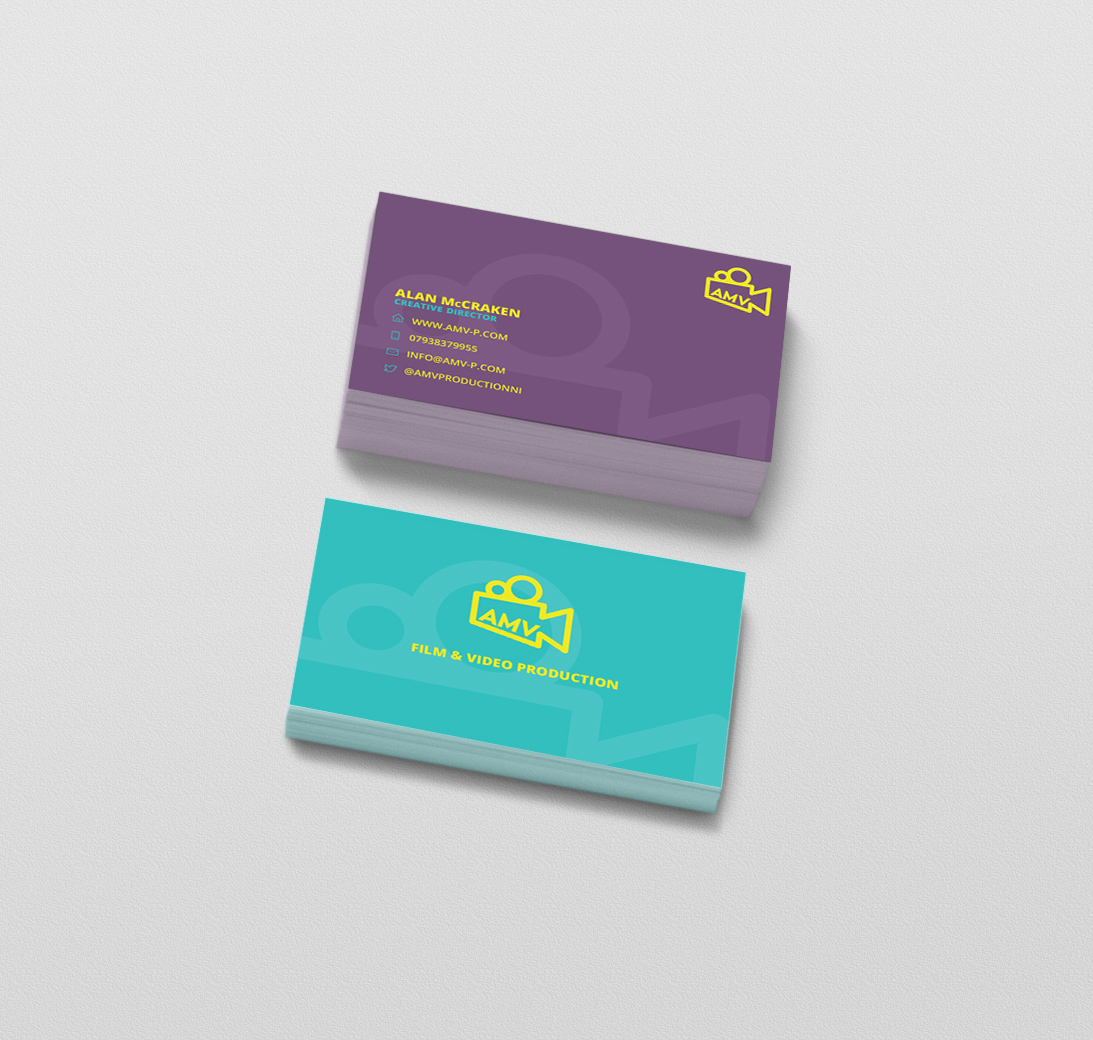 AMV
ALAN McCRAKEN
CREATIVE DIRECTOR
WWW.AMV-P.COM
07938379955
INFO@AMV-P.COM
@AMVPRODUCTIONNI
AMV
FILM & VIDEO PRODUCTION